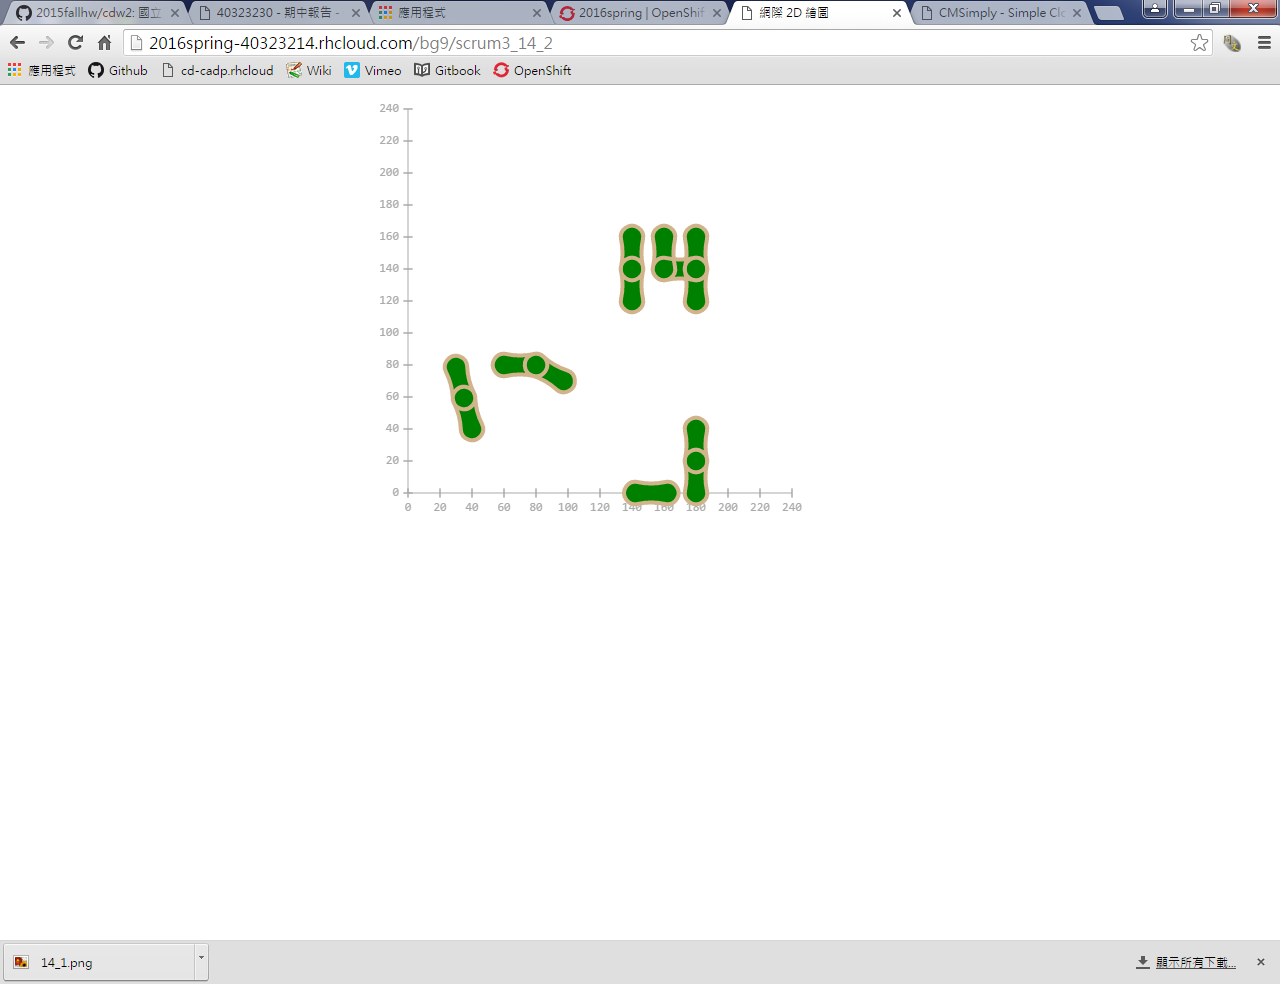 2015fallhw/cdw2: 國立
40323230 - 期中報告 -
應用程式
2016spring | OpenShif
網際 2D 繪圖
CMSimply - Simple Clo
2016spring-40323214.rhcloud.com/bg9/scrum3_14_2
應用程式
Github
cd-cadp.rhcloud
Wiki
Vimeo
Gitbook
OpenShift
240
220
200
180
160
140
120
100
80
60
40
20
0
0 20 40 60 80 100 120 140 160 180 200 220 240
14_1.png
顯示所有下載...